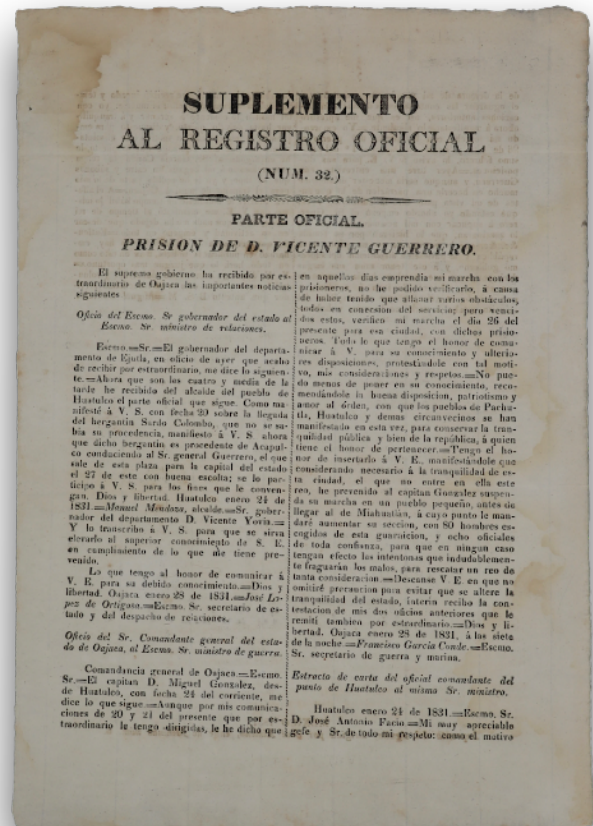 SUPLEMENTO
AL REGISTRO OFICIAL
(NUM. 32.)
PARTE OFICIAL.
PRISION DE D. VICENTE GUERRERO.
El supremo gobierno ha recibido por es-
traordinario de Oajaca las importantes noticias
siguientes
Oficio del Escmo. Sr gobernador del estado al
Escmo. Sr. ministro de relaciones.
Escmo.=Sr.=El gobernador del departa-
mento de Ejutla, en oficio de ayer que acabo
de recibir por estraordinario, me dice lo siguien-
te.=Ahora que son las cuatro y media de la
tarde he recibido del alcalde del pueblo de
Huatulco el parte oficial que sigue. Como ma-
nifesté á V. S. con fecha 20 sobre la llegada
del bergantin Sardo Colombo, que no se sa-
bia su procedencia, manifiesto á V. S ahora
que dicho bergantin es procedente de Acapul-
co conduciendo al Sr. general Guerrero, el que
sale de esta plaza para la capital del estado
el 27 de este con buena escolta; se lo par-
ticipo á V. S. para los fines que le conven-
gan. Dios y libertad. Huatulco enero 24 de
1831.=Manuel Mendoza, alcalde.=Sr. gober-
nador del departamento D. Vicente Yovis.=
Y lo transcribo á V. S. para que se sirva
elevarlo al superior conocimiento de S. E.
en cumplimiento de lo que me tiene pre-
venido.
Lo que tengo al honor de comunicar á
V. E. para su debido conocimiento.=Dios y
libertad. Oajaca enero 28 de 1831.=José Lo-
pez de Ortigosa.=Escmo. Sr. secretario de es-
tado y del despacho de relaciones.
Oficio del Sr. Comandante general del esta-
do de Oajaca, al Escmo. Sr. ministro de guerra.
Comandancia general de Oajaca=Escmo.
Sr.=El capitan D. Miguel Gonzalez, des-
de Huatulco, con fecha 24 del corriente, me
dice lo que sigue=Aunque por mis comunica-
ciones de 20 y 21 del presente que por es-
traordinario le tengo dirigidas, le he dicho que
en aquellos dias emprendia mi marcha con los
prisioneros, no he podido verificarlo, á causa
de haber tenido que allanar varios obstáculos,
todos en conecsion del servicio; pero venci-
dos estos, verifico mi marcha el dia 26 del
presente para esa ciudad, con dichos prisio-
neros. Todo lo que tengo el honor de comu-
nicar á V. para su conocimiento y ulterio-
res disposiciones, protestándole con tal moti-
vo, mis consideraciones y respetos.=No pue-
do menos de poner en su conocimiento, reco-
mendándole la buena disposicion, patriotismo y
amor al órden, con que los pueblos de Pachu-
tla, Huatulco y demas circunvecinos se han
manifestado en esta vez, para conservar la tran-
quilidad pública y bien de la república, á quien
tiene el honor de pertenecer.=Tengo el ho-
nor de insertarlo á V. E., manifestándole que
considerando necesario á la tranquilidad de es-
ta ciudad, el que no entre en ella este
reo, he prevenido al capitan Gonzalez suspen-
da su marcha en un pueblo pequeño, antes de
llegar al de Miahuatlán, á cuyo punto le man-
daré aumentar su seccion, con 80 hombres es-
cogidos de esta guarnicion, y ocho oficiales
de toda confianza, para que en ningun caso
tengan efecto las intentonas que indudablemen-
te fraguarán los malos, para rescatar un reo de
tanta consideracion=Descanse V E. en que no
omitiré precaucion para evitar que se altere la
tranquilidad del estado, interin recibo la con-
testacion de mis dos oficios anteriores que le
remití tambien por estraordinario.=Dios y li-
bertad. Oajaca enero 28 de 1831, á las siete
de la noche=Francisco Garcia Conde.=Escmo.
Sr. secretario de guerra y marina.
Estracto de carta del oficial comandante del
punto de Huatulco al mismo Sr. ministro.
Huatulco enero 24 de 1831.=Escmo. Sr.
D. José Antonio Facio=Mi muy apreciable
gefe y Sr. de todo mi respeto: como el motivo